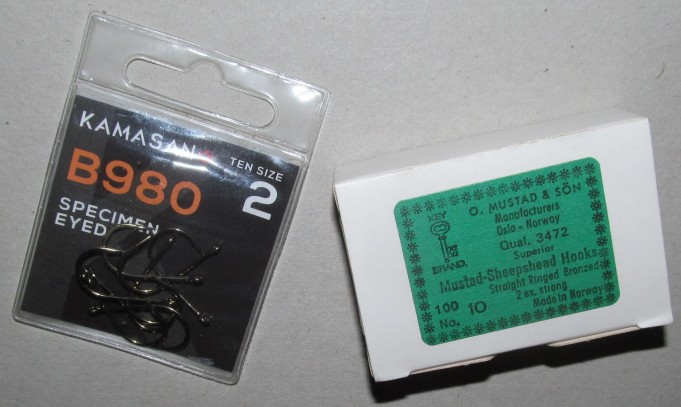 KAMASAN
B980
TEN SIZE
2
SPECIMEN
EYED
KEY
BRAND.
O. MUSTAD & SÖN
Manufacturers
Oslo - Norway
Qual. 3472
Superior
Mustad-Sheepshead Hooks
Straight Ringed Bronzed
2 ex. strong
100
No. 10
Made in Norway